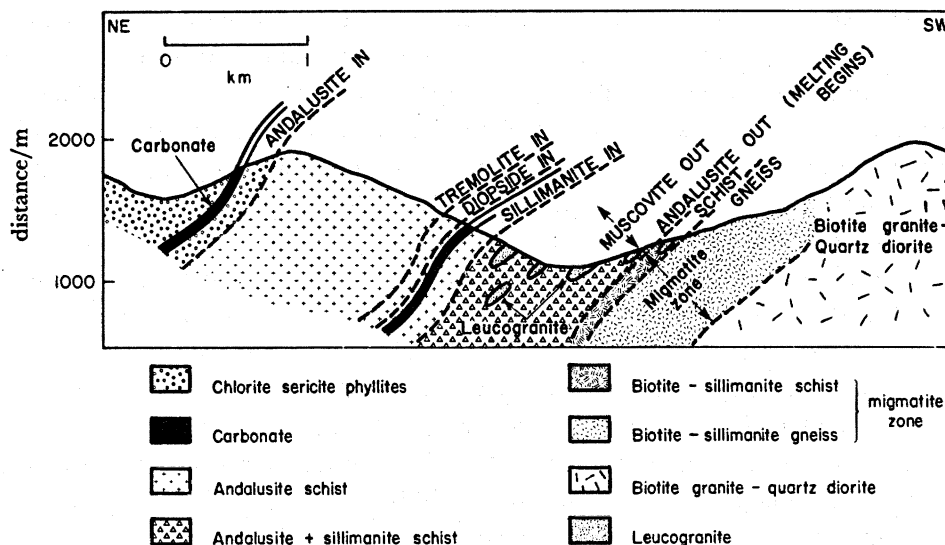 NE
SW
0
1
km
distance/m
2000
1000
Carbonate
ANDALUSITE IN
TREMOLITE IN
DIOPSIDE IN
SILLIMANITE IN
MUSCOVITE OUT
ANDALUSITE OUT (MELTING
BEGINS)
SCHIST-
GNEISS
Migmatite
zone
Leucogranite
Biotite granite-
Quartz diorite
Chlorite sericite phyllites
Carbonate
Andalusite schist
Andalusite + sillimanite schist
Biotite - sillimanite schist
Biotite - sillimanite gneiss
migmatite
zone
Biotite granite - quartz diorite
Leucogranite